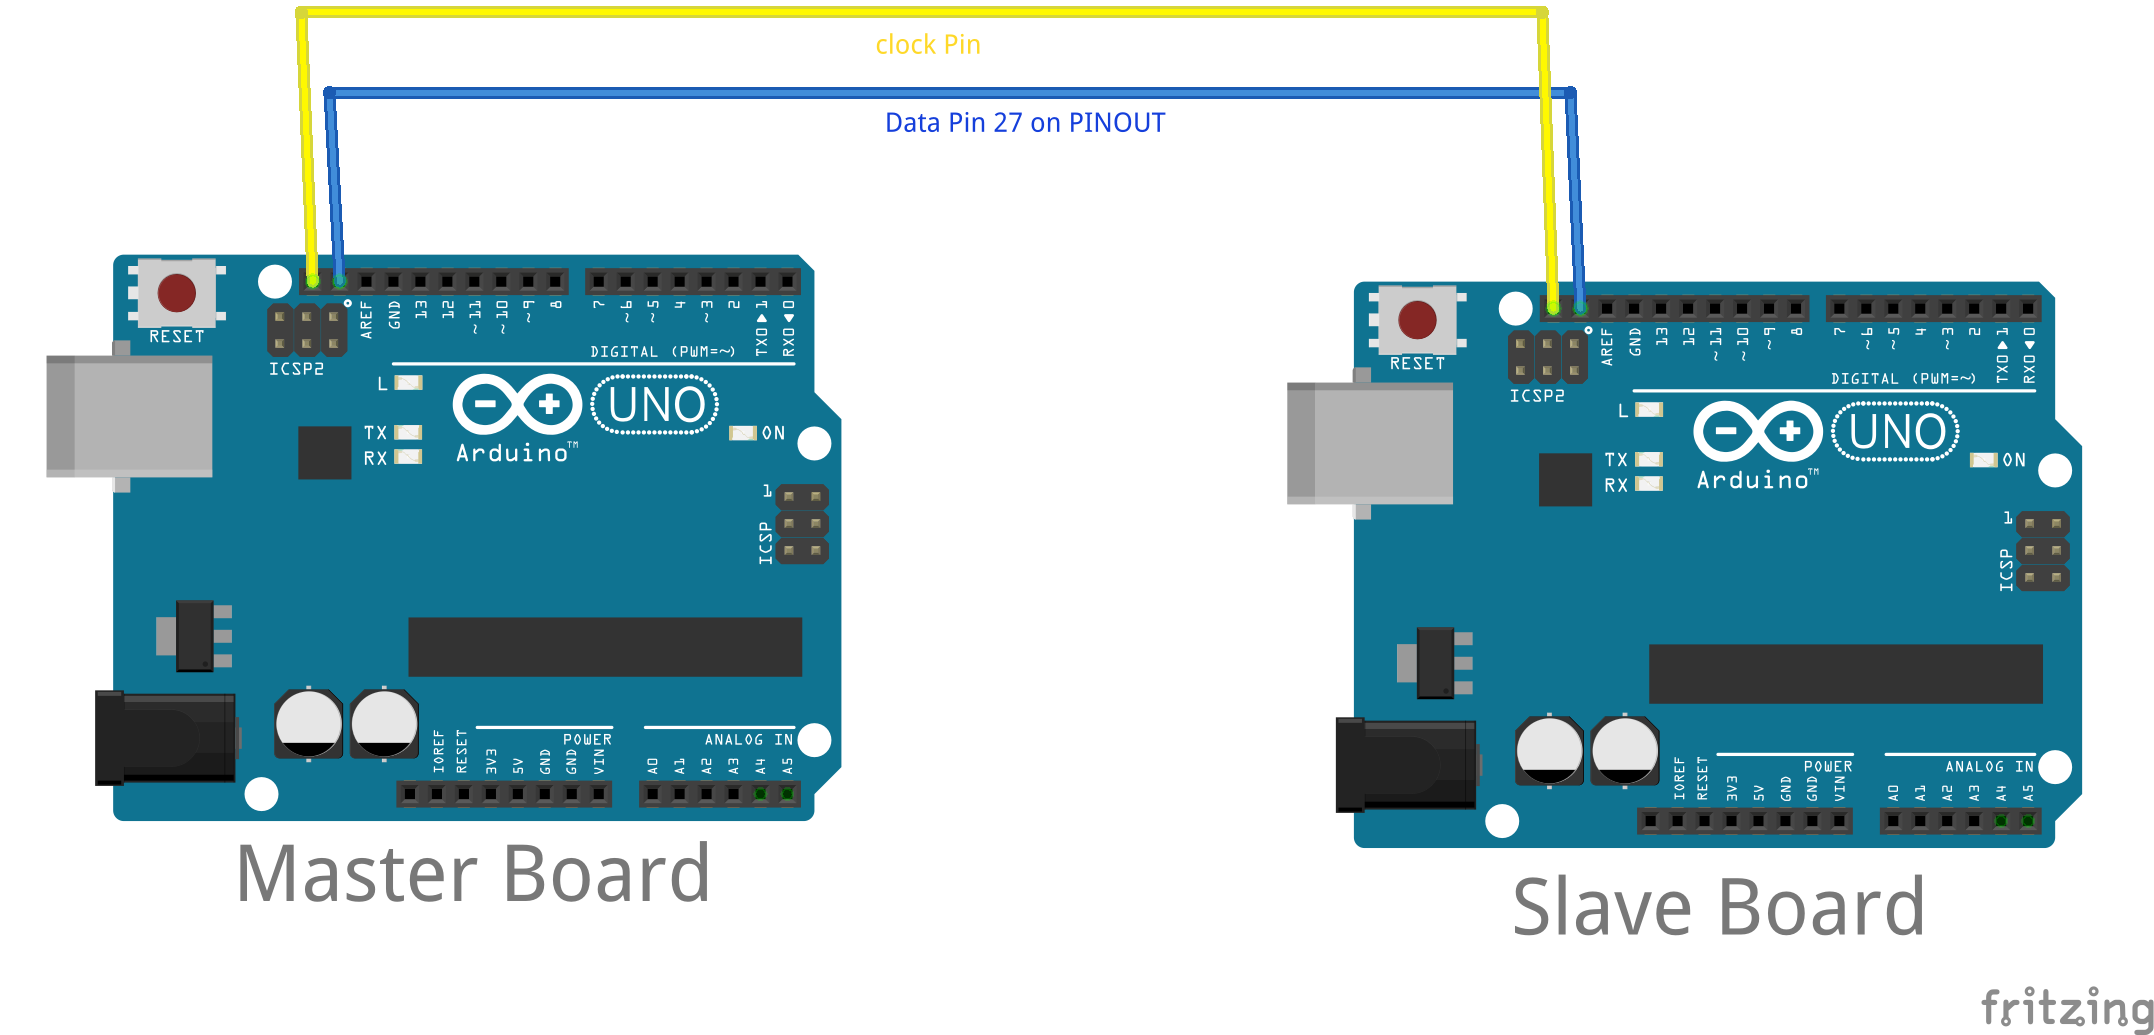 clock Pin
Data Pin 27 on PINOUT
RESET
ICSP2
AREF
GND
13
12
~11
~10
~9
8
7
~6
~5
4
~3
2
TX0▶1
RX0◀0
DIGITAL (PWM=~)
L
TX
RX
Arduino™
UNO
ON
1
ICSP
IOREF
RESET
3V3
5V
GND
GND
VIN
POWER
A0
A1
A2
A3
A4
A5
ANALOG IN
Master Board
RESET
ICSP2
AREF
GND
13
12
~11
~10
~9
8
7
~6
~5
4
~3
2
TX0▶1
RX0◀0
DIGITAL (PWM=~)
L
TX
RX
Arduino™
UNO
ON
1
ICSP
IOREF
RESET
3V3
5V
GND
GND
VIN
POWER
A0
A1
A2
A3
A4
A5
ANALOG IN
Slave Board
fritzing